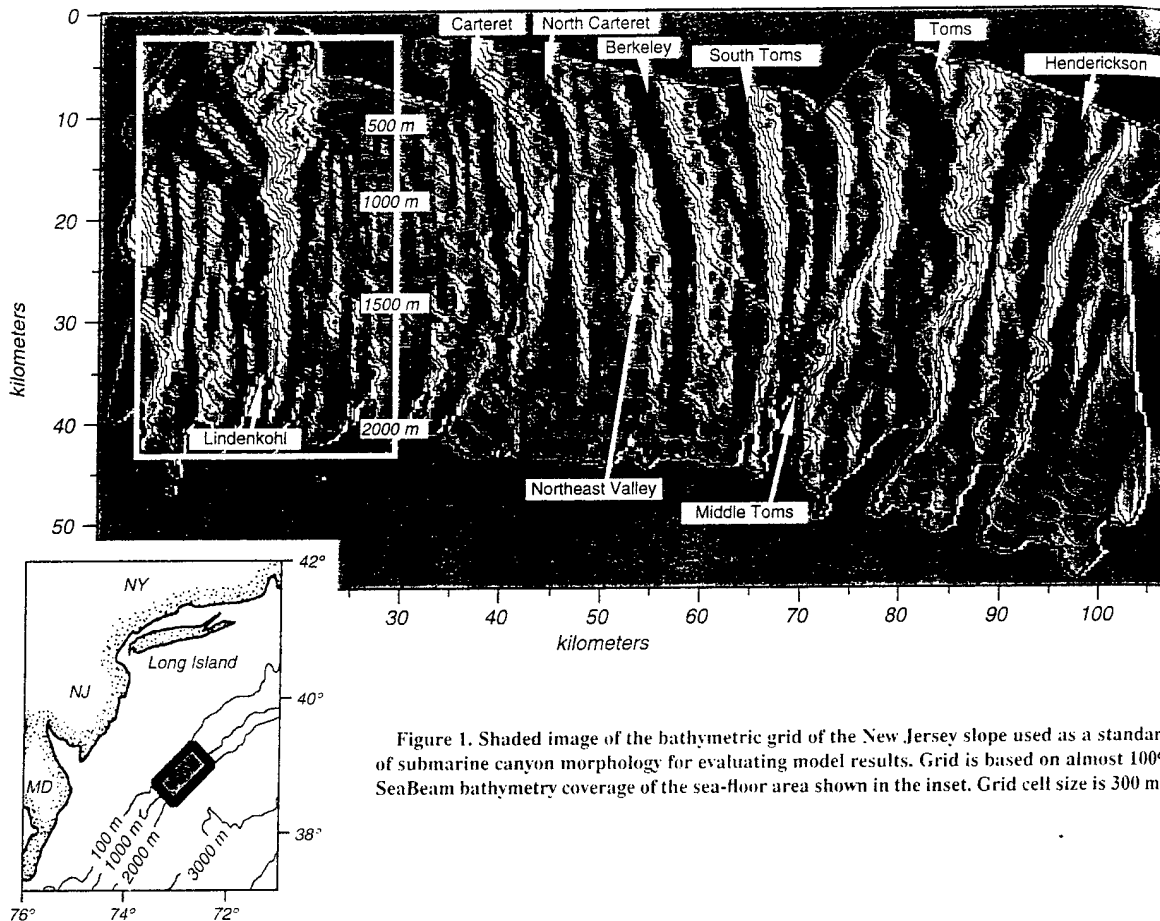 Carteret
North Carteret
Berkeley
South Toms
Toms
Henderickson
0
10
20
30
40
50
kilometers
500 m
1000 m
1500 m
2000 m
Lindenkohl
Northeast Valley
Middle Toms
30
40
50
60
70
80
90
100
kilometers
NY
Long Island
NJ
MD
100 m
1000 m
2000 m
3000 m
42°
40°
38°
76°
74°
72°
Figure 1. Shaded image of the bathymetric grid of the New Jersey slope used as a standar
of submarine canyon morphology for evaluating model results. Grid is based on almost 100%
SeaBeam bathymetry coverage of the sea-floor area shown in the inset. Grid cell size is 300 m